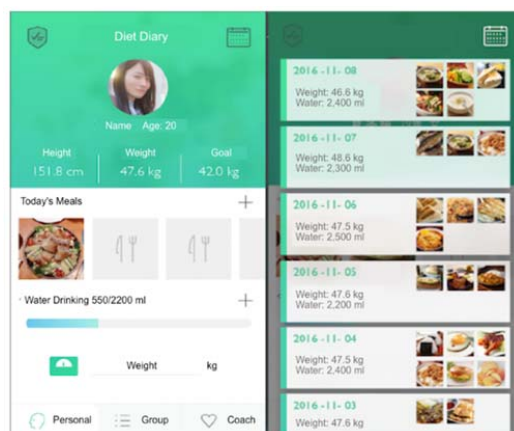 Diet Diary
Name Age: 20
Height Weight Goal
151.8 cm 47.6 kg 42.0 kg
Today's Meals
Water Drinking 550/2200 ml
Weight kg
Personal Group Coach
2016-11-08
Weight: 46.6 kg
Water: 2,400 ml
2016-11-07
Weight: 48.6 kg
Water: 2,300 ml
2016-11-06
Weight: 47.5 kg
Water: 2,500 ml
2016-11-05
Weight: 47.6 kg
Water: 2,200 ml
2016-11-04
Weight: 47.5 kg
Water: 2,400 ml
2016-11-03
Weight: 47.6 kg